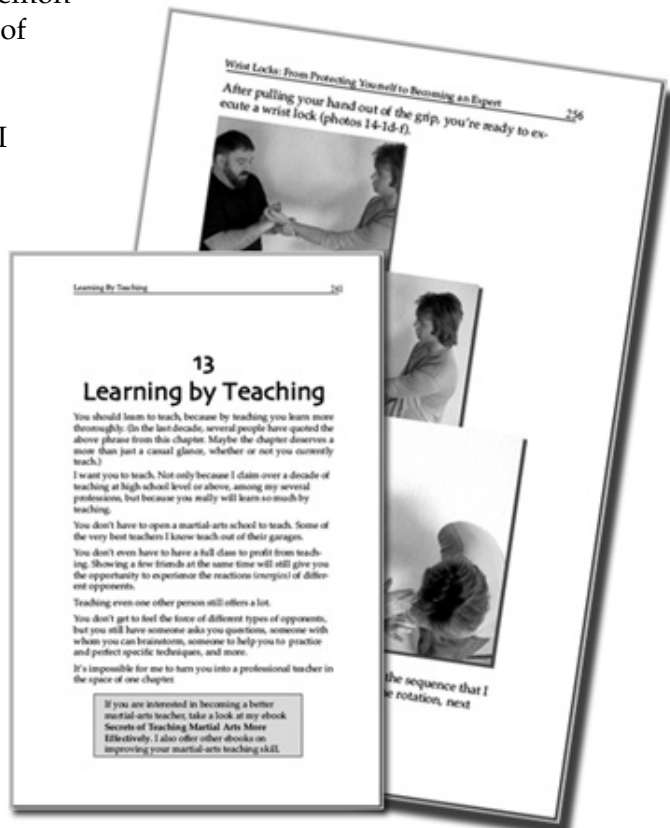 emon
of
I
Wrist Locks: From Protecting Yourself to Becoming an Expert 256
After pulling your hand out of the grip, you're ready to ex-
ecute a wrist lock (photos 14-1d-f).
the sequence that I
e rotation, next
Learning By Teaching 241
13
Learning by Teaching
You should learn to teach, because by teaching you learn more
throroughly. (In the last decade, several people have quoted the
above phrase from this chapter. Maybe the chapter deserves a
more than just a casual glance, whether or not you currently
teach.)
I want you to teach. Not only because I claim over a decade of
teaching at high school level or above, among my several
professions, but because you really will learn so much by
teaching.
You don't have to open a martial-arts school to teach. Some of
the very best teachers I know teach out of their garages.
You don't even have to have a full class to profit from teach-
ing. Showing a few friends at the same time will still give you
the opportunity to experience the reactions (energies) of differ-
ent opponents.
Teaching even one other person still offers a lot.
You don't get to feel the force of different types of opponents,
but you still have someone asks you questions, someone with
whom you can brainstorm, someone to help you to practice
and perfect specific techniques, and more.
It's impossible for me to turn you into a professional teacher in
the space of one chapter.
If you are interested in becoming a better
martial-arts teacher, take a look at my ebook
Secrets of Teaching Martial Arts More
Effectively. I also offer other ebooks on
improving your martial-arts teaching skill.